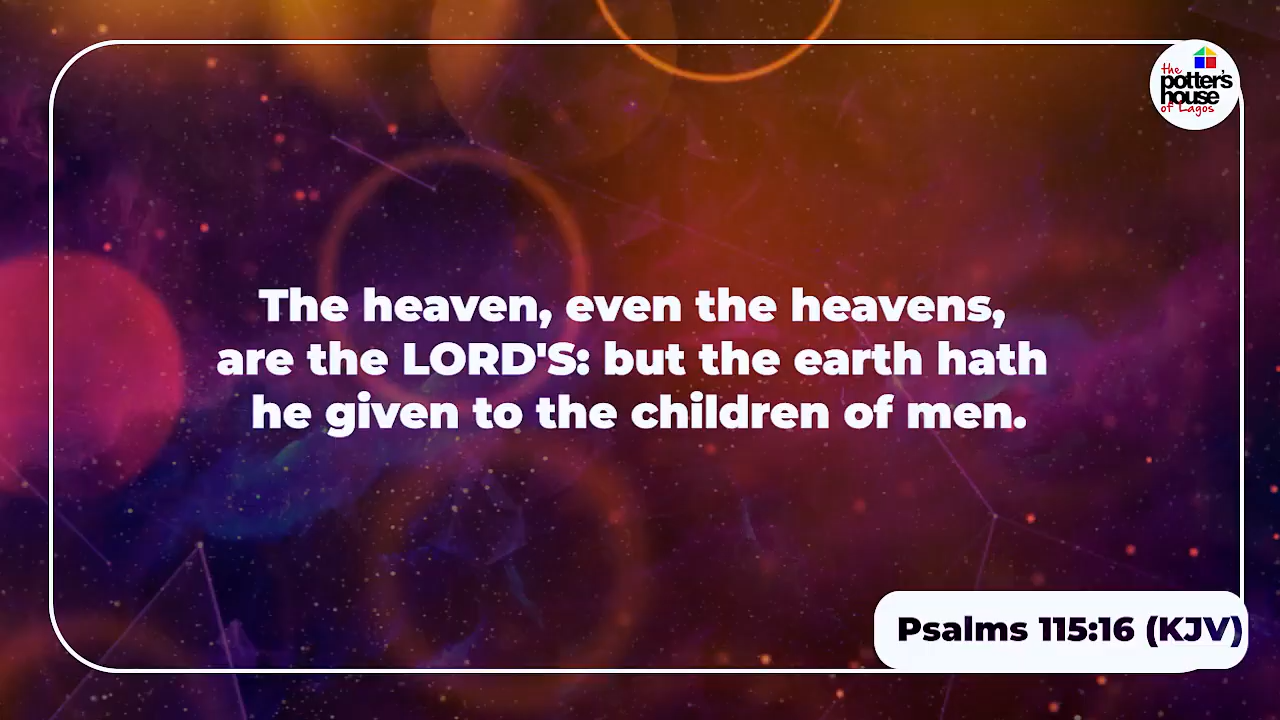 the
potter's
house
of Lagos
The heaven, even the heavens,
are the LORD'S: but the earth hath
he given to the children of men.
Psalms 115:16 (KJV)